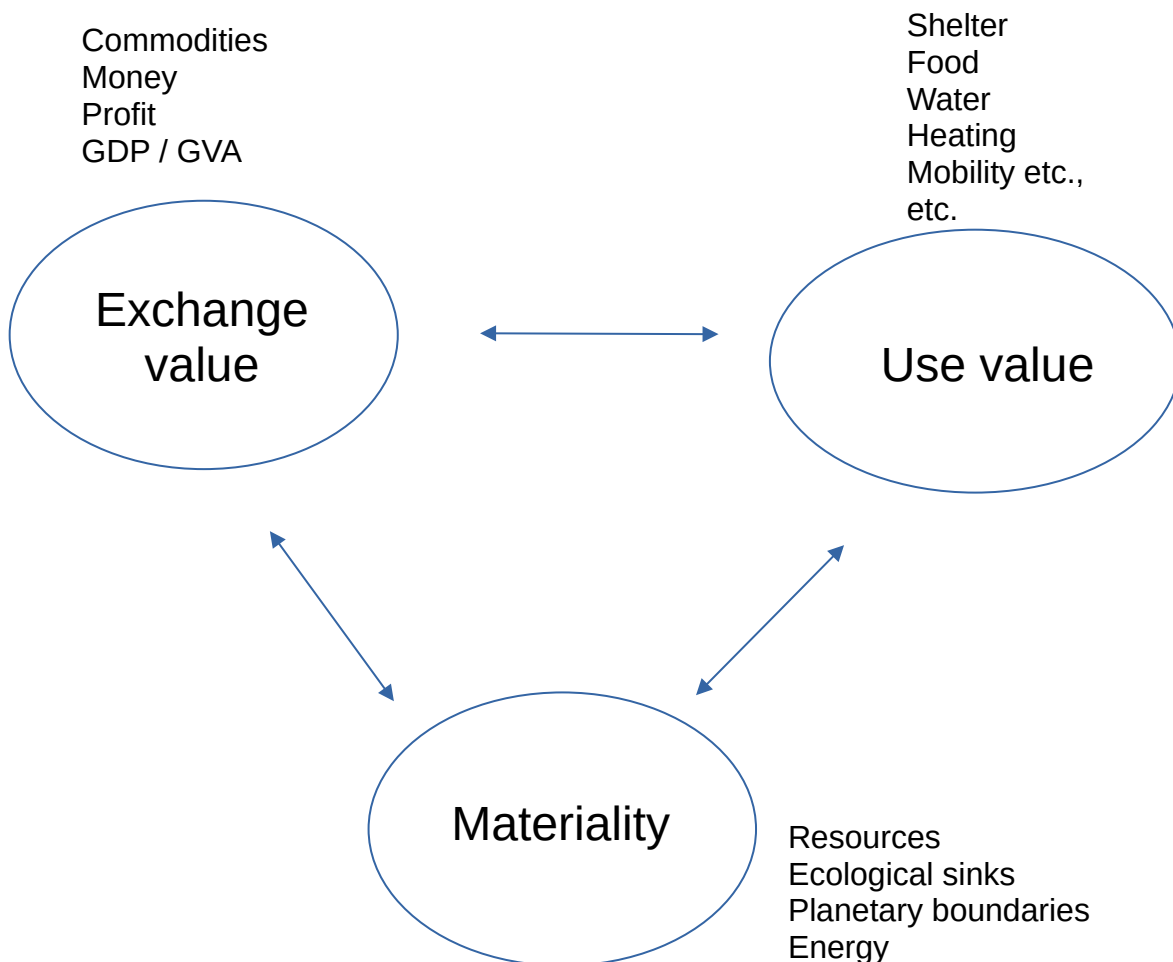 Commodities
Money
Profit
GDP / GVA
Shelter
Food
Water
Heating
Mobility etc.,
etc.
Exchange
value
Use value
Materiality
Resources
Ecological sinks
Planetary boundaries
Energy